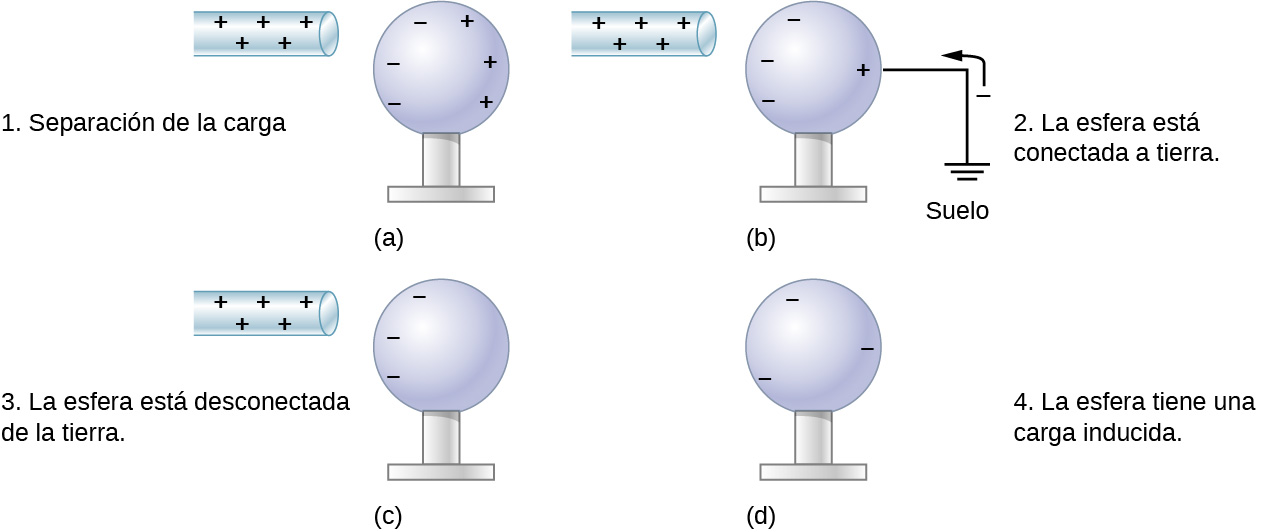 1. Separación de la carga
(a)
2. La esfera está
conectada a tierra.
Suelo
(b)
3. La esfera está desconectada
de la tierra.
(c)
4. La esfera tiene una
carga inducida.
(d)